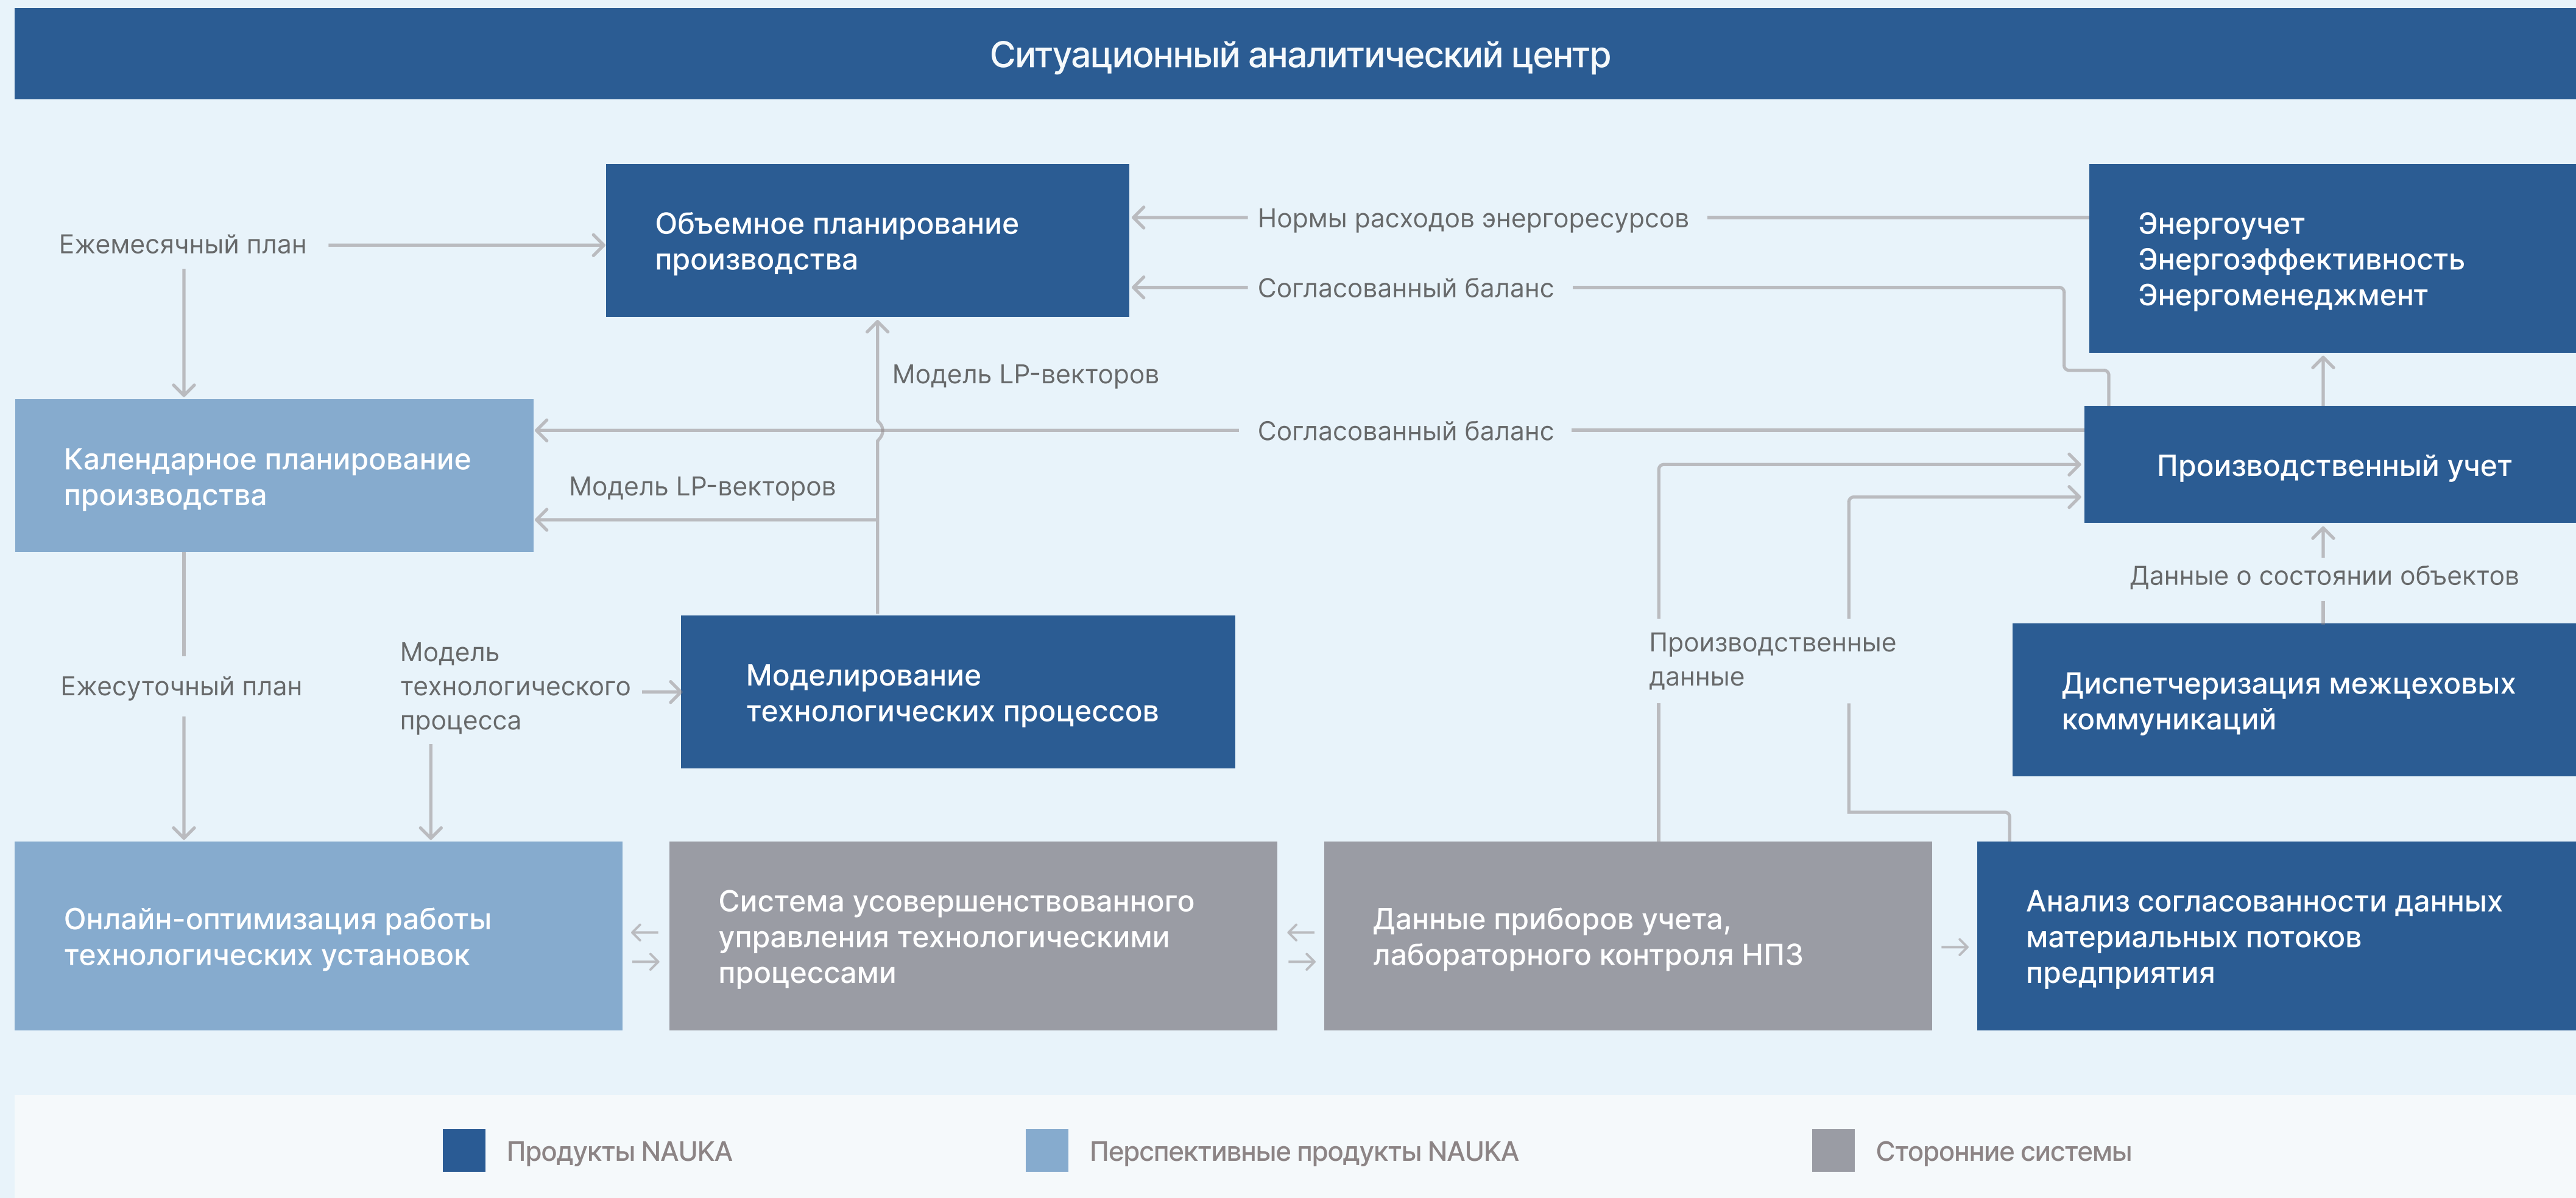 Ситуационный аналитический центр
Ежемесячный план
Объемное планирование
производства
Нормы расходов энергоресурсов
Согласованный баланс
Энергоучет
Энергоэффективность
Энергоменеджмент
Модель LP-векторов
Календарное планирование
производства
Согласованный баланс
Модель LP-векторов
Производственный учет
Данные о состоянии объектов
Ежесуточный план
Модель
технологического
процесса
Моделирование
технологических процессов
Производственные
данные
Диспетчеризация межцеховых
коммуникаций
Онлайн-оптимизация работы
технологических установок
Система усовершенствованного
управления технологическими
процессами
Данные приборов учета,
лабораторного контроля НПЗ
Анализ согласованности данных
материальных потоков
предприятия
Продукты NAUKA
Перспективные продукты NAUKA
Сторонние системы